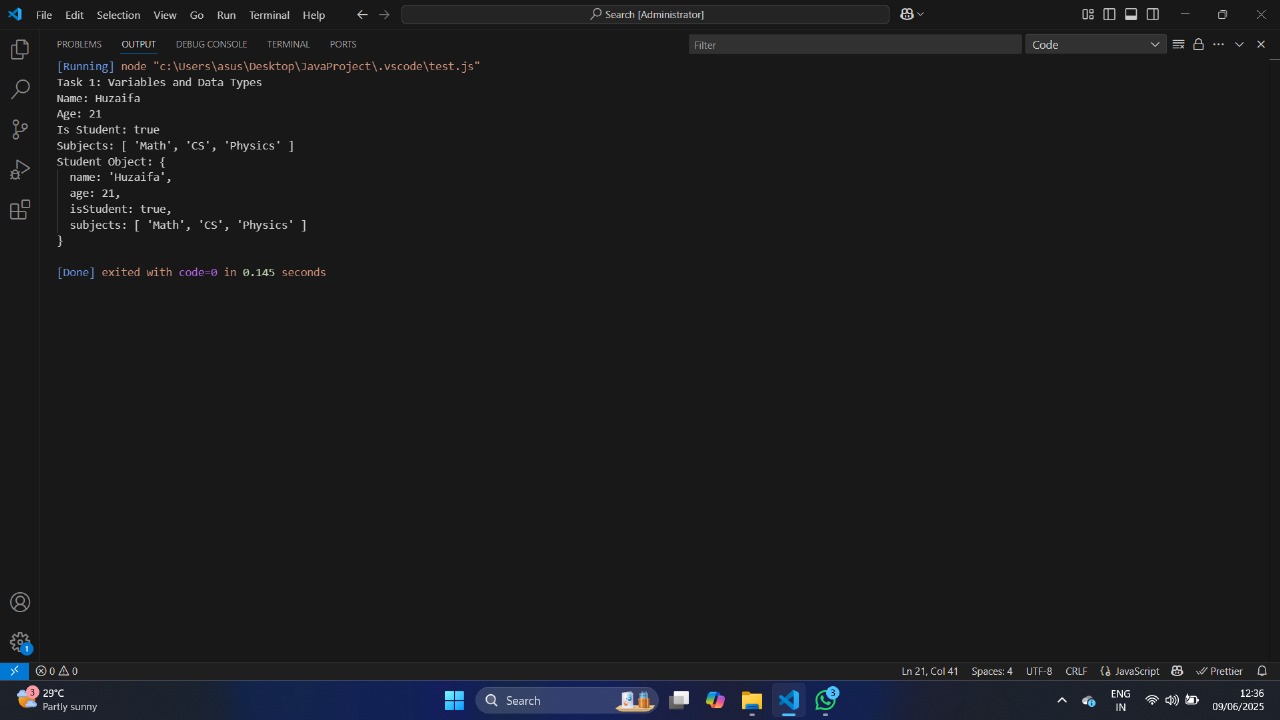 File Edit Selection View Go Run Terminal Help
Search [Administrator]
PROBLEMS OUTPUT DEBUG CONSOLE TERMINAL PORTS
Filter
Code
[Running] node "c:\Users\asus\Desktop\JavaProject\.vscode\test.js"
Task 1: Variables and Data Types
Name: Huzaifa
Age: 21
Is Student: true
Subjects: [ 'Math', 'CS', 'Physics' ]
Student Object: {
  name: 'Huzaifa',
  age: 21,
  isStudent: true,
  subjects: [ 'Math', 'CS', 'Physics' ]
}
[Done] exited with code=0 in 0.145 seconds
1
0 0
Ln 21, Col 41 Spaces: 4 UTF-8 CRLF {} JavaScript Prettier
3
29°C
Partly sunny
Search
3
ENG
IN
12:36
09/06/2025